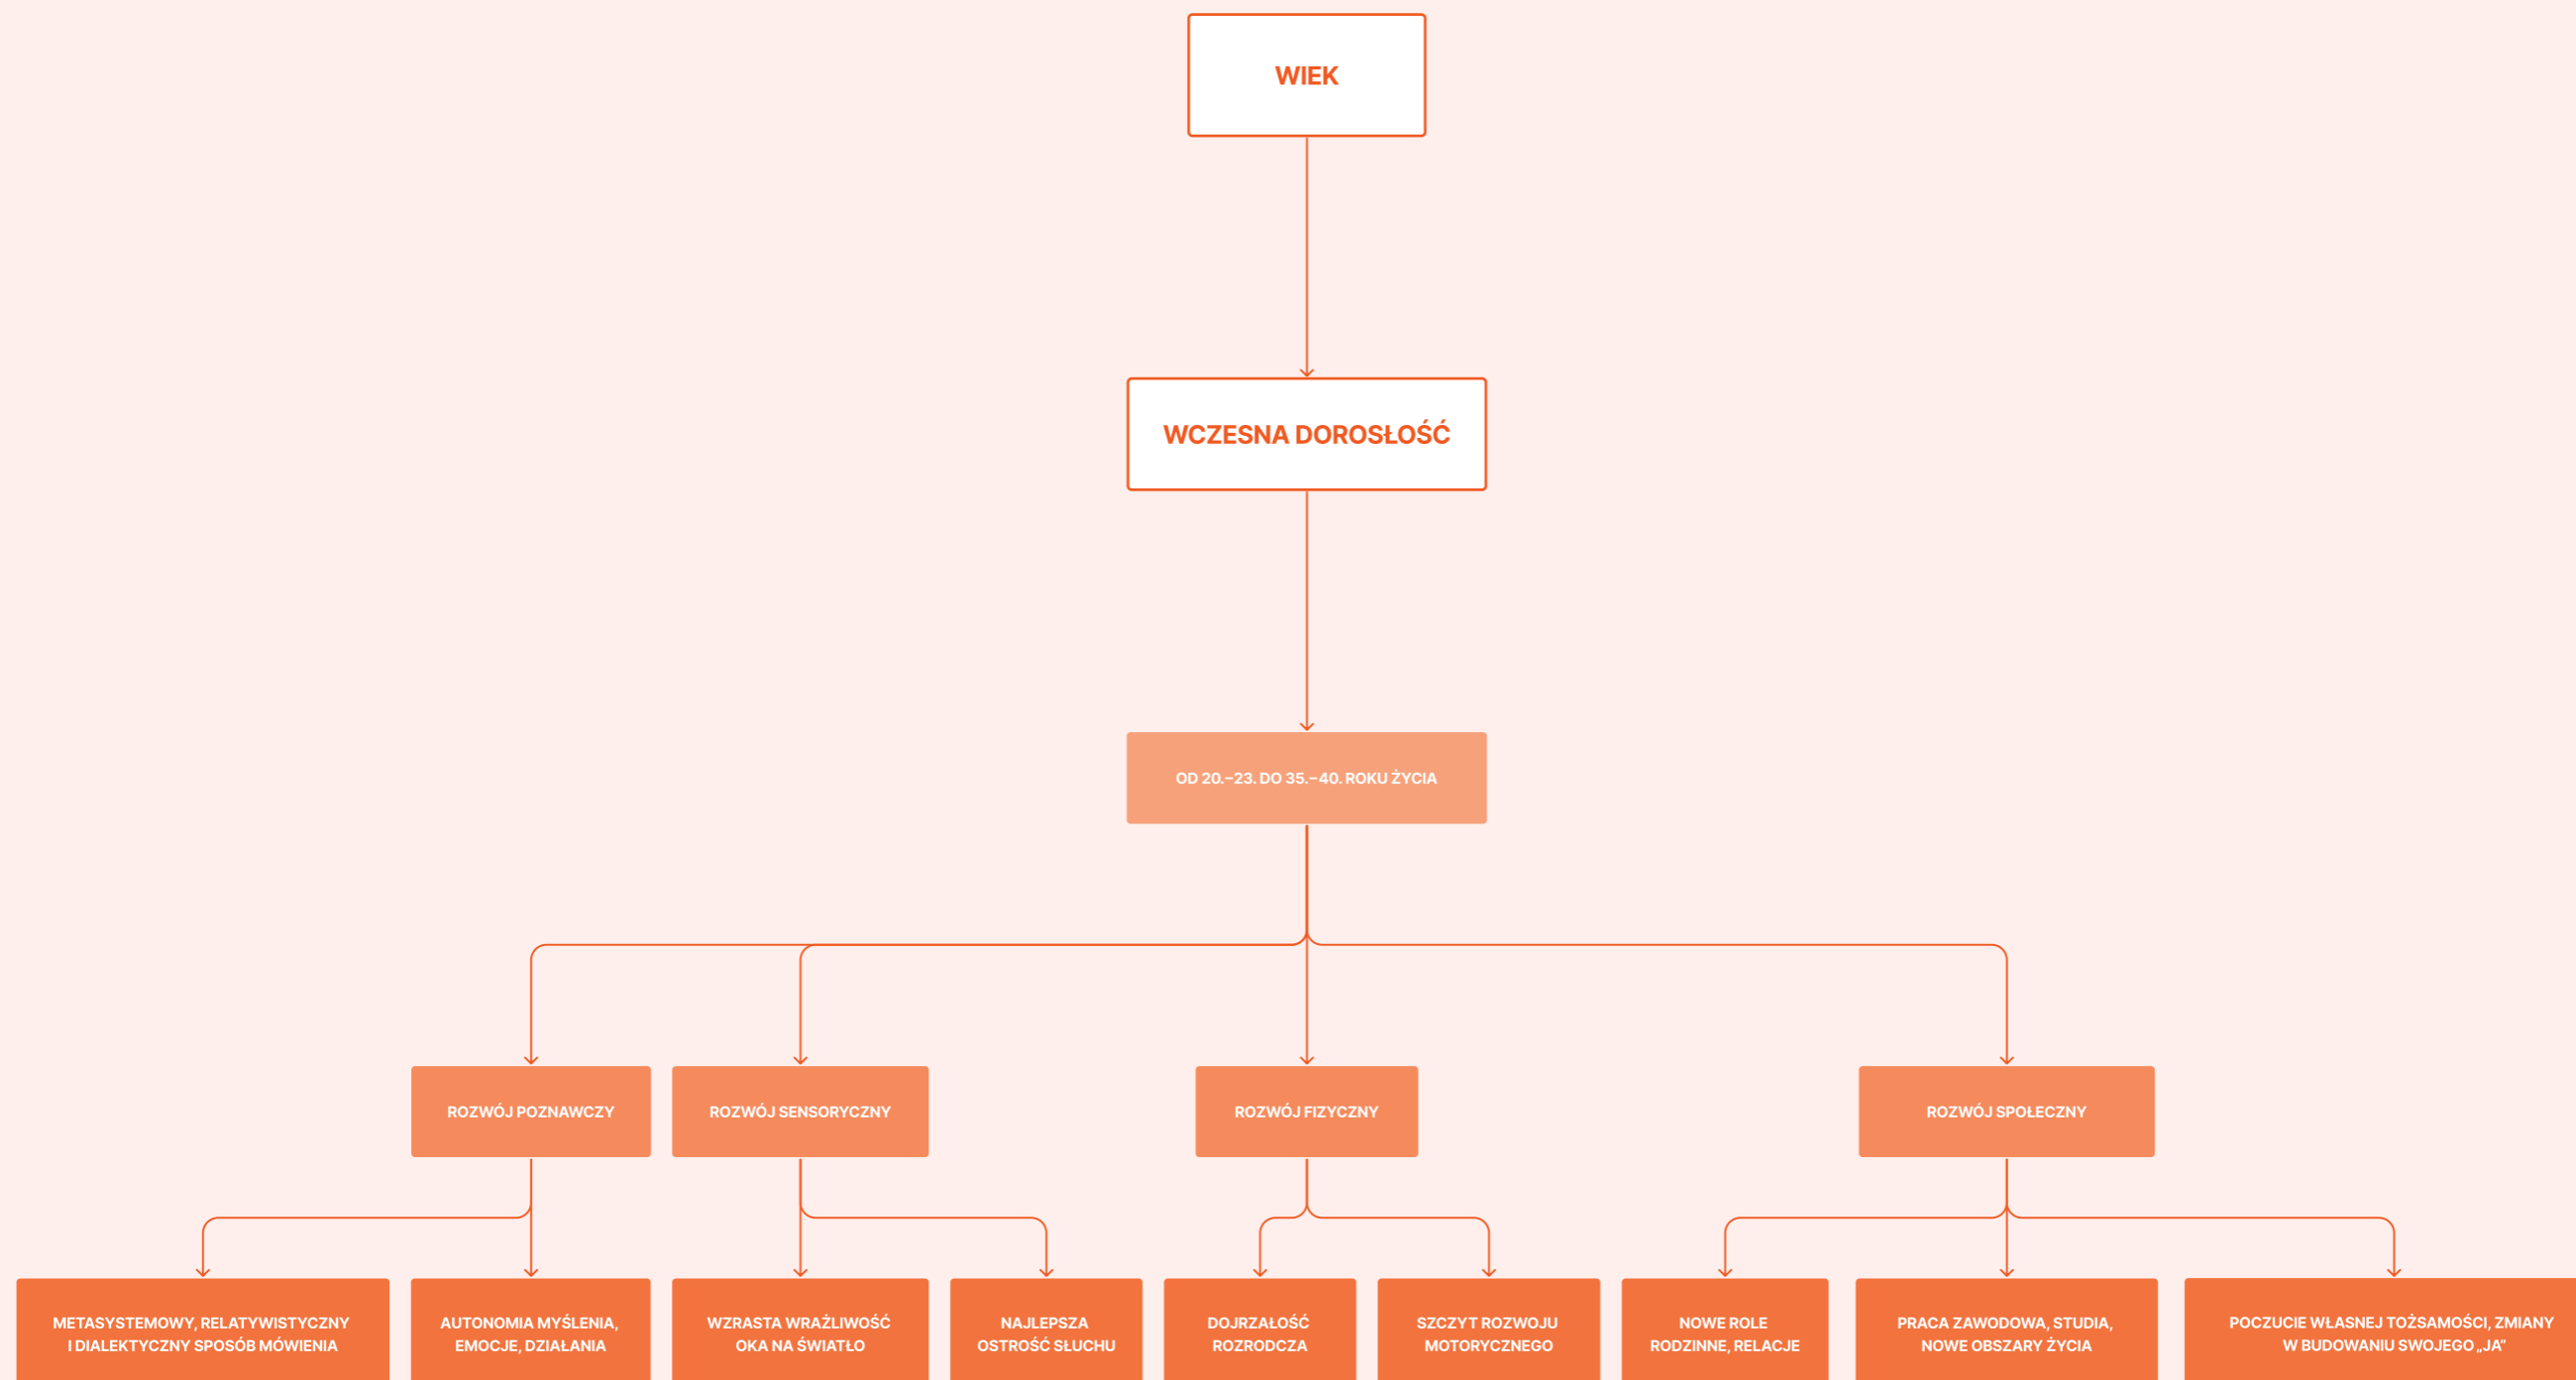 WIEK
WCZESNA DOROSŁOŚĆ
OD 20.–23. DO 35.–40. ROKU ŻYCIA
ROZWÓJ POZNAWCZY
ROZWÓJ SENSORYCZNY
ROZWÓJ FIZYCZNY
ROZWÓJ SPOŁECZNY
METASYSTEMOWY, RELATYWISTYCZNY
I DIALEKTYCZNY SPOSÓB MÓWIENIA
AUTONOMIA MYŚLENIA,
EMOCJE, DZIAŁANIA
WZRASTA WRAŻLIWOŚĆ
OKA NA ŚWIATŁO
NAJLEPSZA
OSTROŚĆ SŁUCHU
DOJRZAŁOŚĆ
ROZRODCZA
SZCZYT ROZWOJU
MOTORYCZNEGO
NOWE ROLE
RODZINNE, RELACJE
PRACA ZAWODOWA, STUDIA,
NOWE OBSZARY ŻYCIA
POCZUCIE WŁASNEJ TOŻSAMOŚCI, ZMIANY
W BUDOWANIU SWOJEGO „JA”